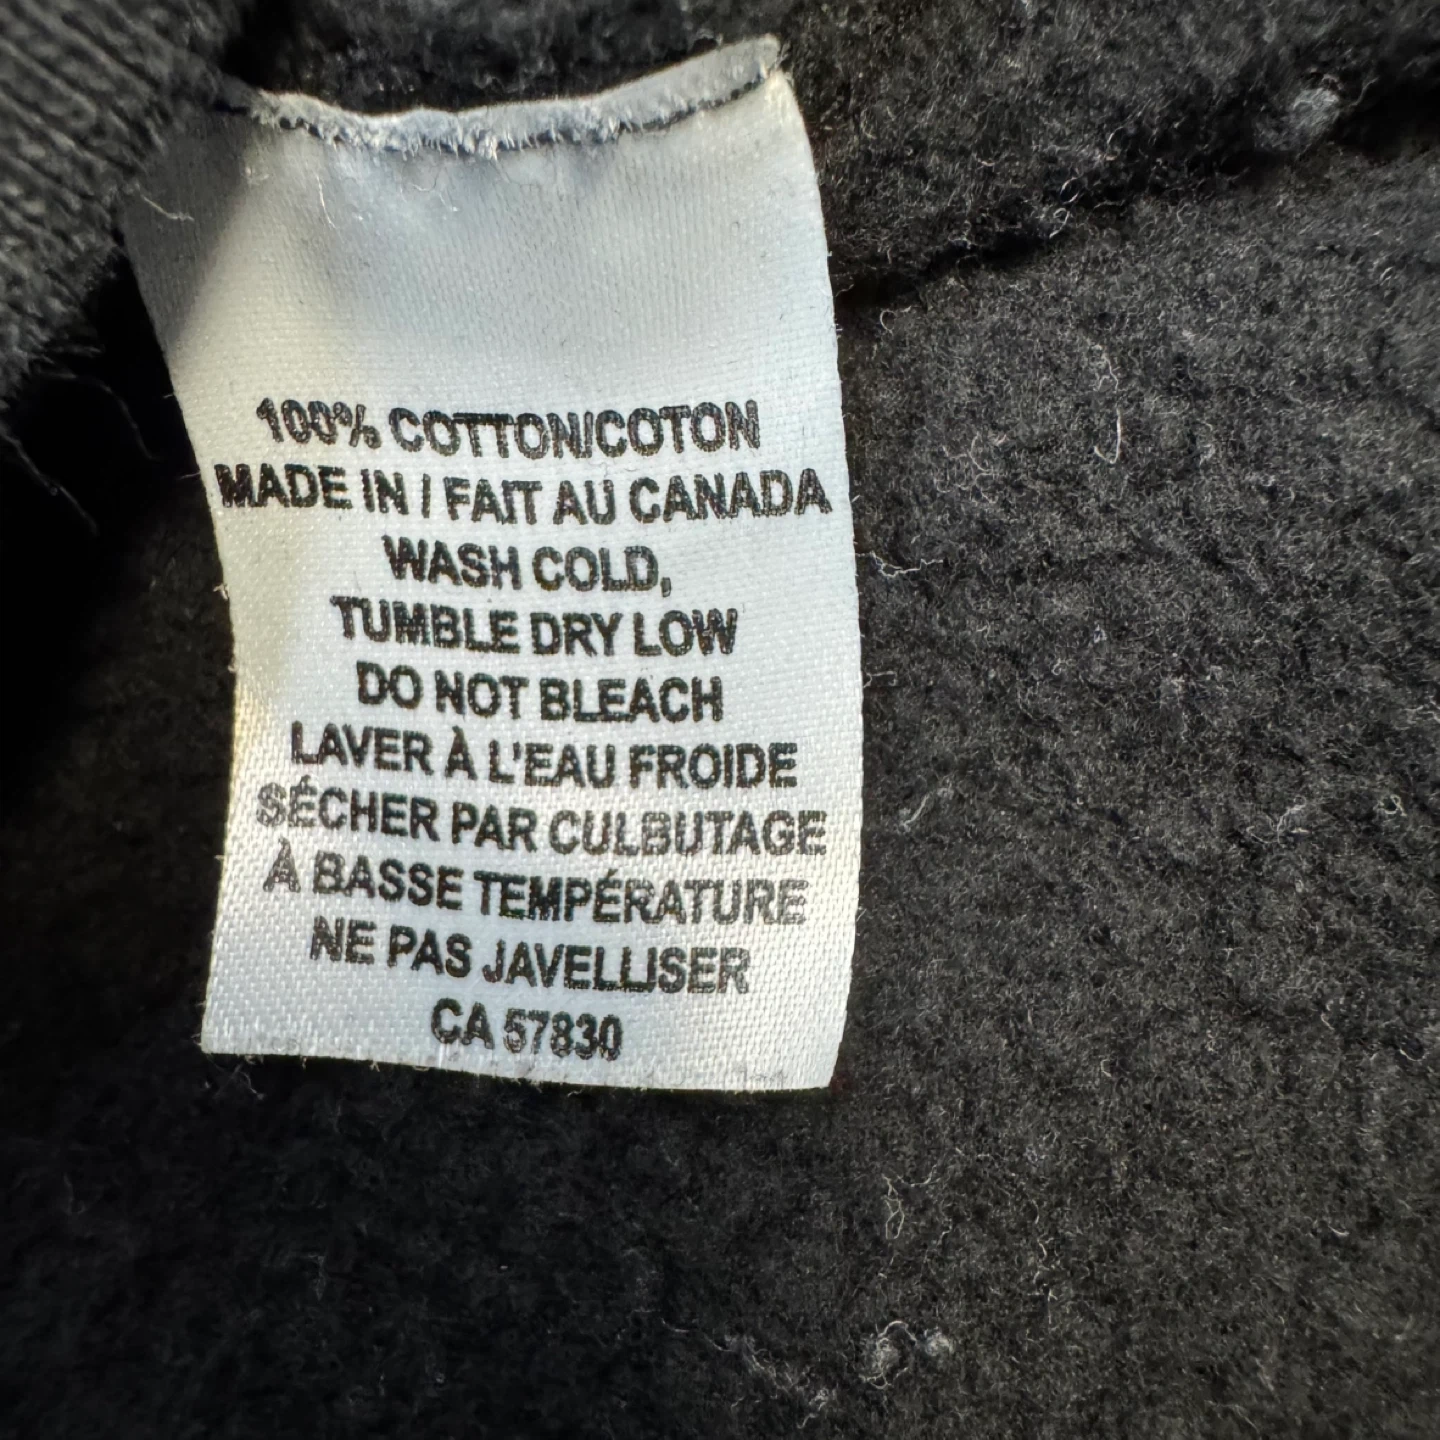 100% COTTON/COTON
MADE IN / FAIT AU CANADA
WASH COLD,
TUMBLE DRY LOW
DO NOT BLEACH
LAVER À L'EAU FROIDE
SÉCHER PAR CULBUTAGE
À BASSE TEMPÉRATURE
NE PAS JAVELLISER
CA 57830